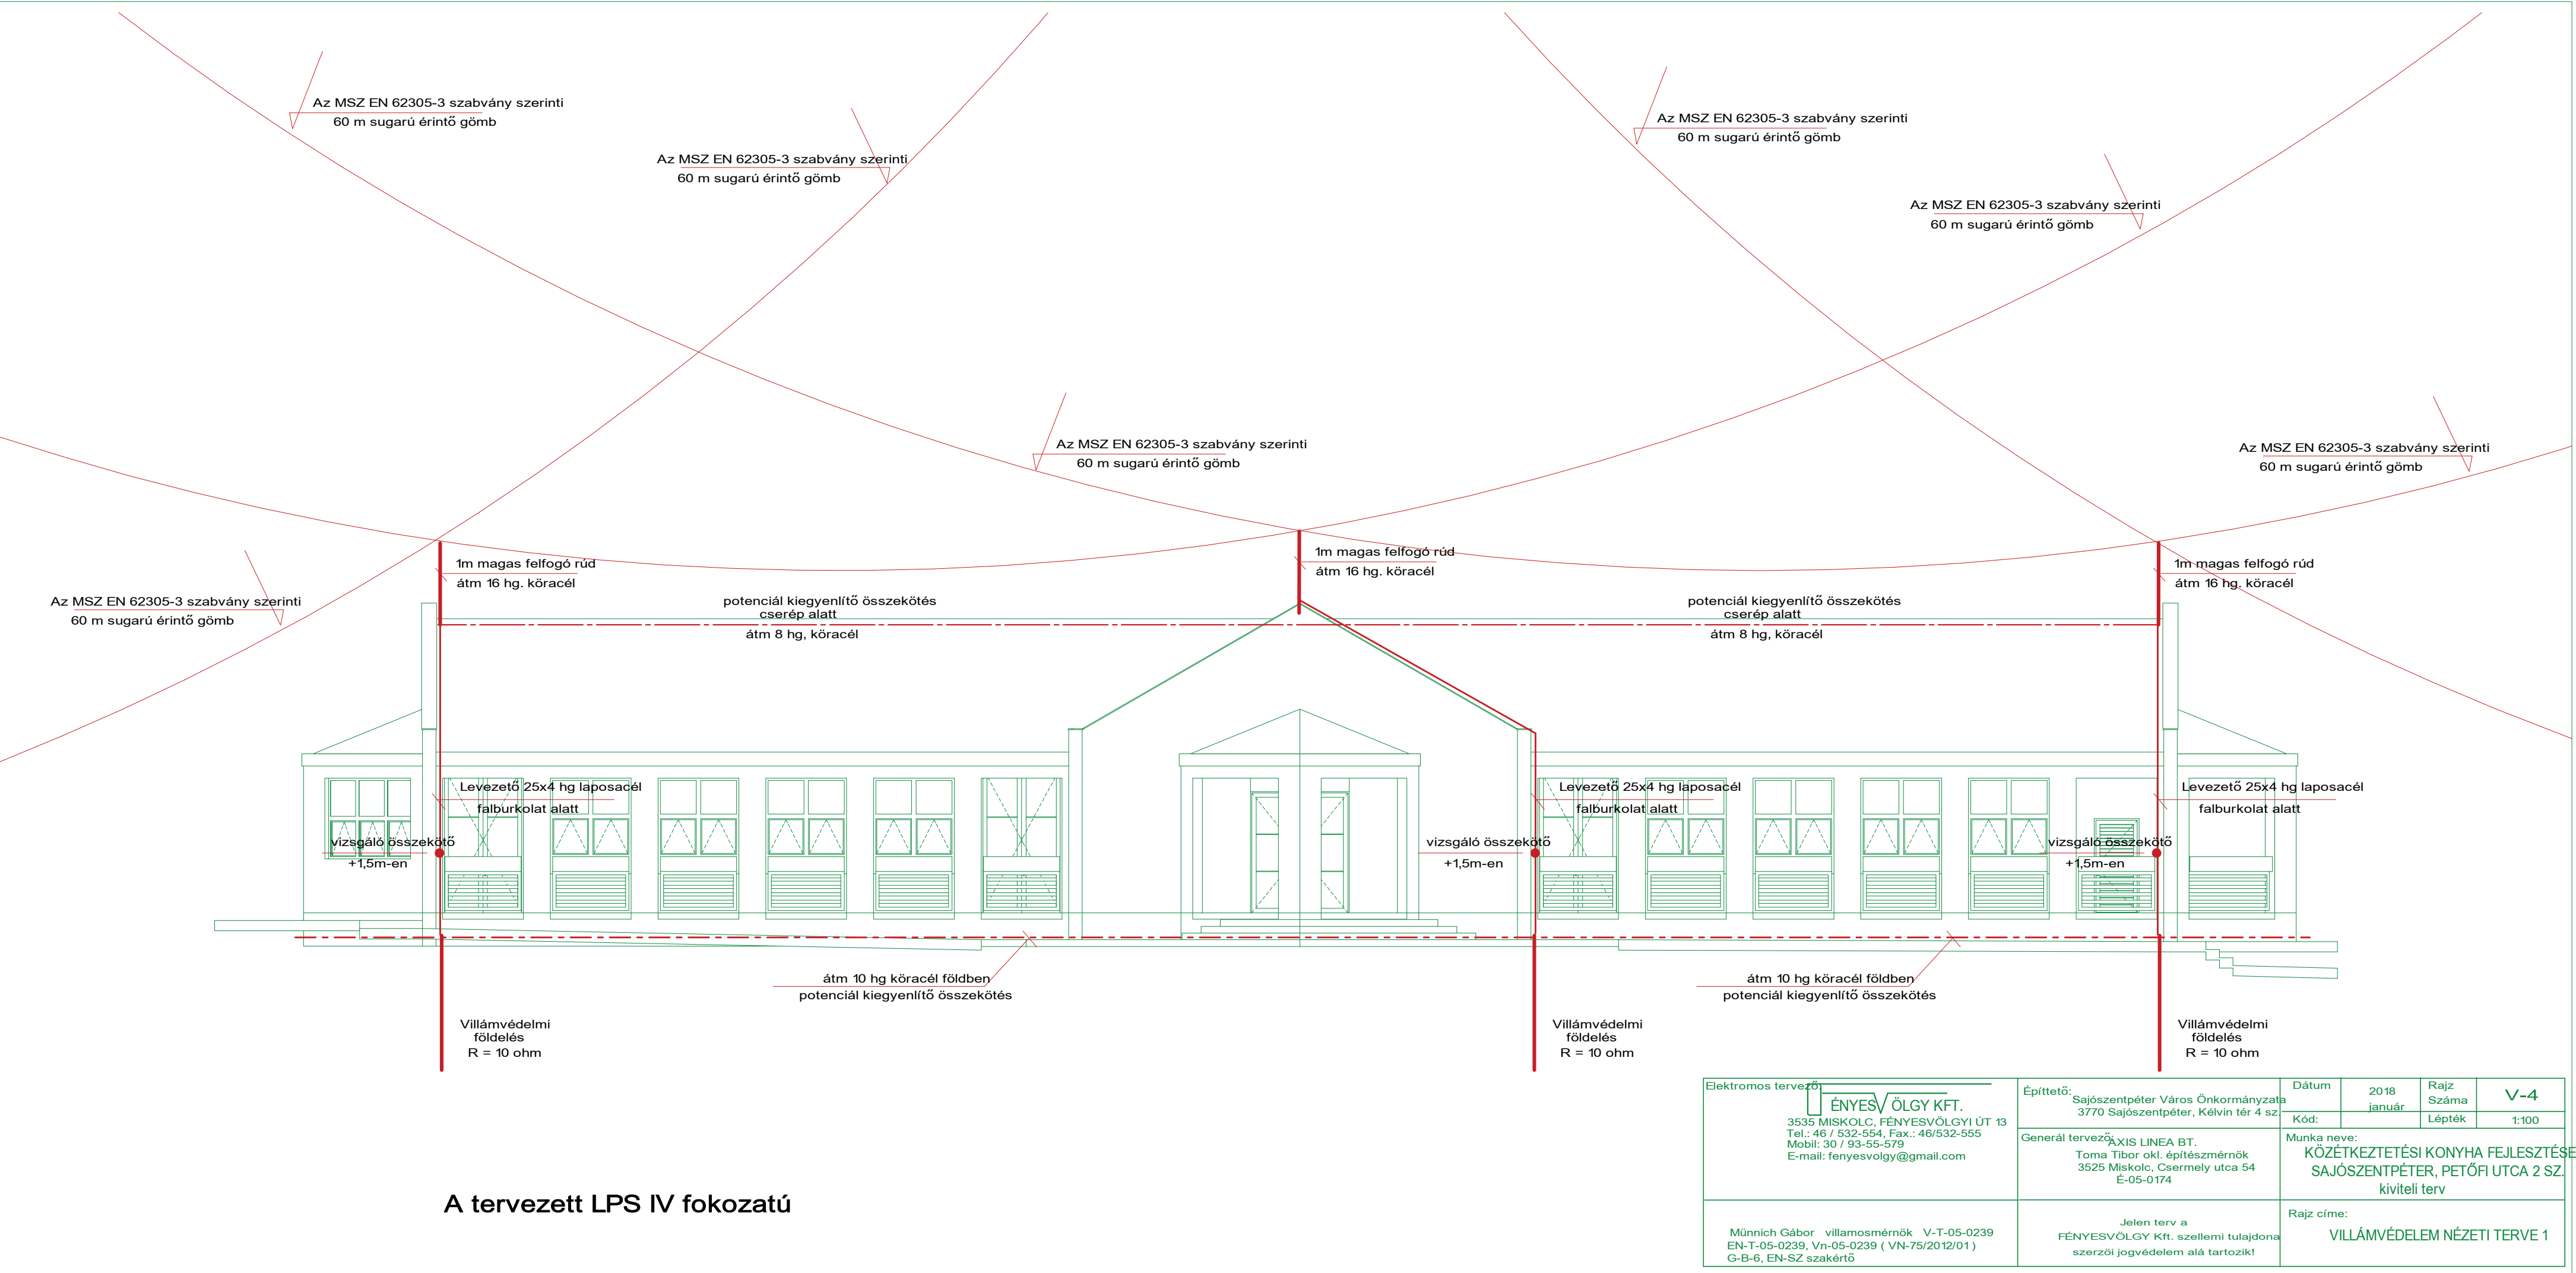 Az MSZ EN 62305-3 szabvány szerinti
60 m sugarú érintő gömb
Az MSZ EN 62305-3 szabvány szerinti
60 m sugarú érintő gömb
Az MSZ EN 62305-3 szabvány szerinti
60 m sugarú érintő gömb
Az MSZ EN 62305-3 szabvány szerinti
60 m sugarú érintő gömb
Az MSZ EN 62305-3 szabvány szerinti
60 m sugarú érintő gömb
Az MSZ EN 62305-3 szabvány szerinti
60 m sugarú érintő gömb
Az MSZ EN 62305-3 szabvány szerinti
60 m sugarú érintő gömb
1m magas felfogó rúd
átm 16 hg. köracél
1m magas felfogó rúd
átm 16 hg. köracél
1m magas felfogó rúd
átm 16 hg. köracél
potenciál kiegyenlítő összekötés
cserép alatt
átm 8 hg, köracél
potenciál kiegyenlítő összekötés
cserép alatt
átm 8 hg, köracél
Levezető 25x4 hg laposacél
falburkolat alatt
Levezető 25x4 hg laposacél
falburkolat alatt
Levezető 25x4 hg laposacél
falburkolat alatt
vizsgáló összekötő
+1,5m-en
vizsgáló összekötő
+1,5m-en
vizsgáló összekötő
+1,5m-en
átm 10 hg köracél földben
potenciál kiegyenlítő összekötés
átm 10 hg köracél földben
potenciál kiegyenlítő összekötés
Villámvédelmi
földelés
R = 10 ohm
Villámvédelmi
földelés
R = 10 ohm
Villámvédelmi
földelés
R = 10 ohm
A tervezett LPS IV fokozatú
Elektromos tervező:
FÉNYESVÖLGY KFT.
3535 MISKOLC, FÉNYESVÖLGYI ÚT 13
Tel.: 46 / 532-554, Fax.: 46/532-555
Mobil: 30 / 93-55-579
E-mail: fenyesvolgy@gmail.com
Münnich Gábor villamosmérnök V-T-05-0239
EN-T-05-0239, Vn-05-0239 ( VN-75/2012/01 )
G-B-6, EN-SZ szakértő
Építtető:
Sajószentpéter Város Önkormányzata
3770 Sajószentpéter, Kélvin tér 4 sz.
Generál tervező:
AXIS LINEA BT.
Toma Tibor okl. építészmérnök
3525 Miskolc, Csermely utca 54
É-05-0174
Jelen terv a
FÉNYESVÖLGY Kft. szellemi tulajdona
szerzöi jogvédelem alá tartozik!
Dátum
2018
január
Rajz
Száma
V-4
Kód:
Lépték
1:100
Munka neve:
KÖZÉTKEZTETÉSI KONYHA FEJLESZTÉSE
SAJÓSZENTPÉTER, PETŐFI UTCA 2 SZ.
kiviteli terv
Rajz címe:
VILLÁMVÉDELEM NÉZETI TERVE 1